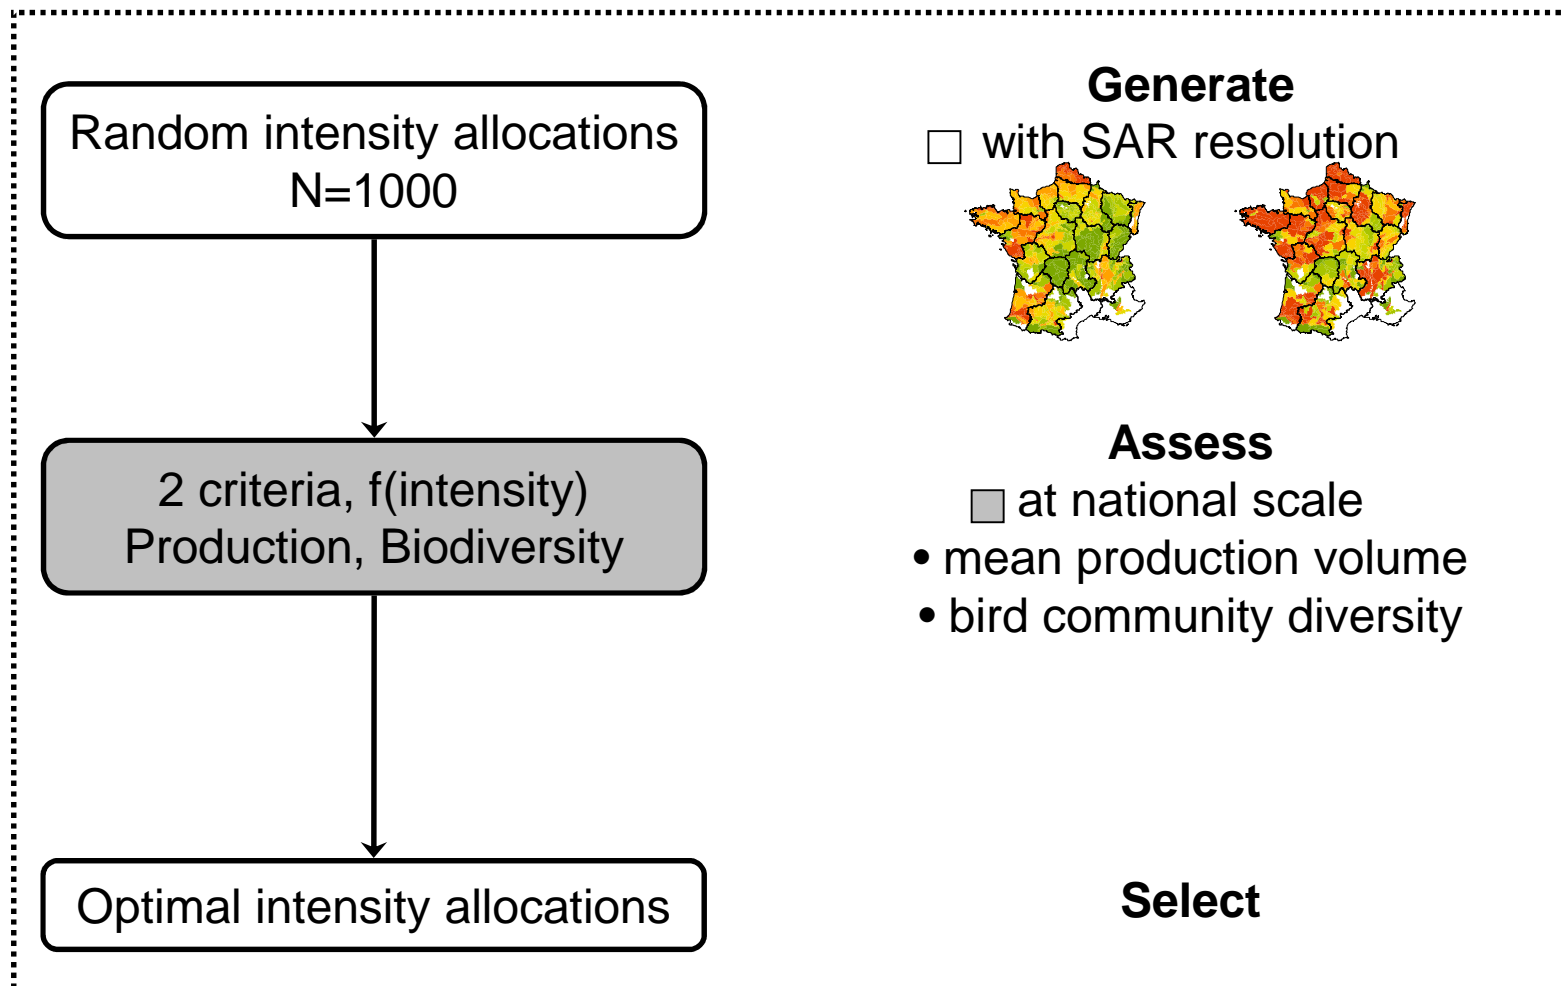 Random intensity allocations
N=1000
Generate
with SAR resolution
2 criteria, f(intensity)
Production, Biodiversity
Assess
at national scale
• mean production volume
• bird community diversity
Optimal intensity allocations
Select